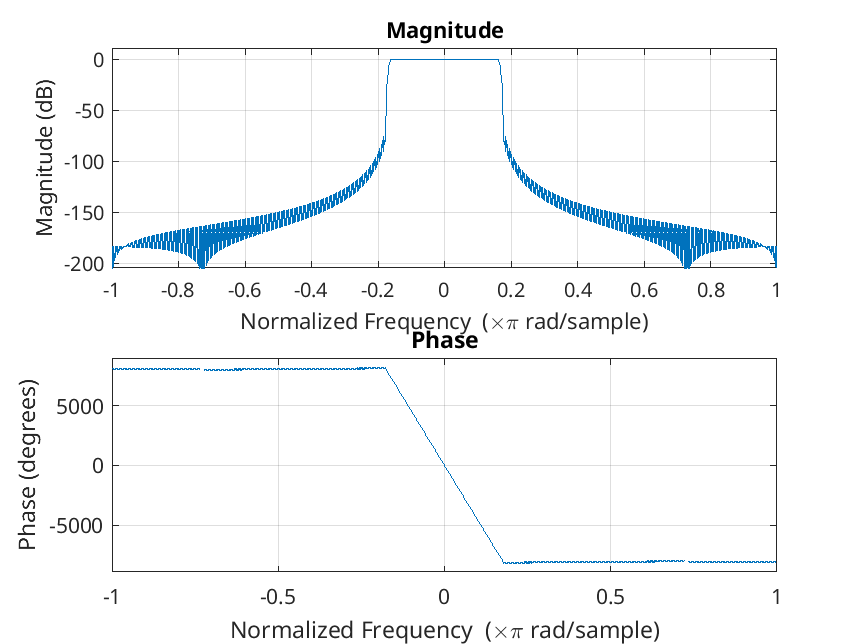 Magnitude
0
-50
-100
-150
-200
Magnitude (dB)
-1 -0.8 -0.6 -0.4 -0.2 0 0.2 0.4 0.6 0.8 1
Normalized Frequency (×π rad/sample)
Phase
5000
0
-5000
Phase (degrees)
-1 -0.5 0 0.5 1
Normalized Frequency (×π rad/sample)